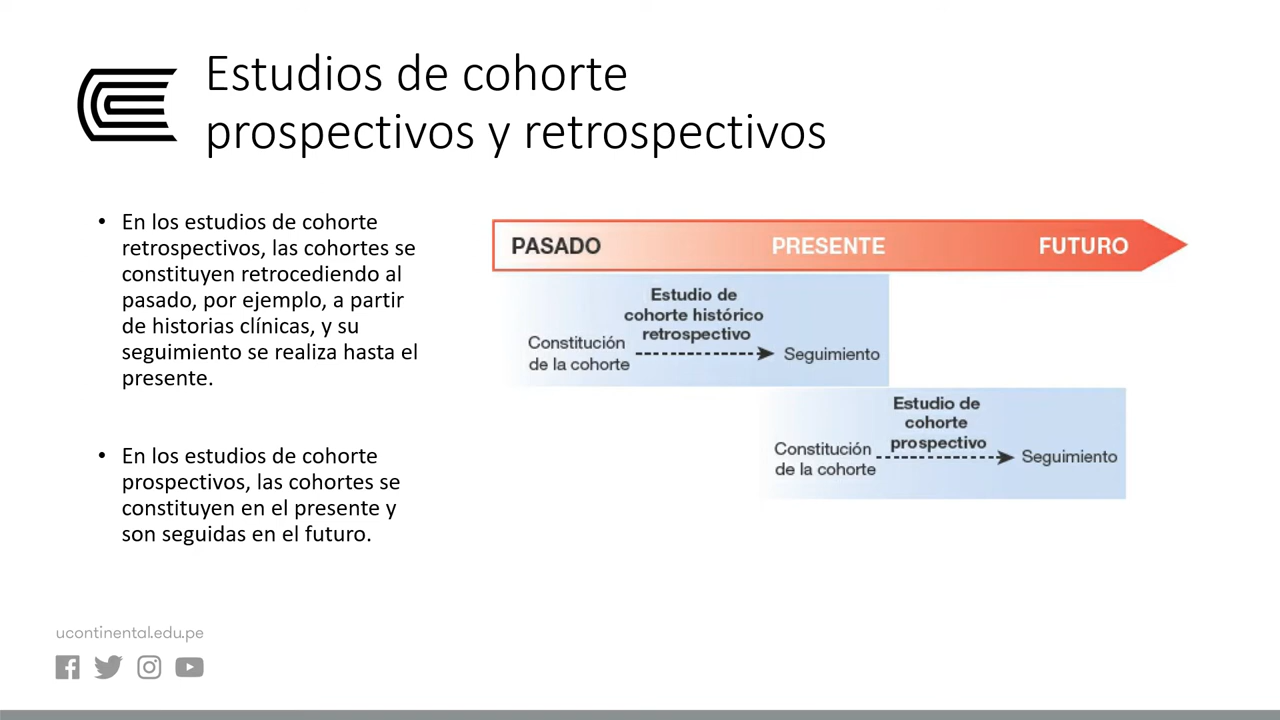 Estudios de cohorte
prospectivos y retrospectivos
• En los estudios de cohorte
retrospectivos, las cohortes se
constituyen retrocediendo al
pasado, por ejemplo, a partir
de historias clínicas, y su
seguimiento se realiza hasta el
presente.
• En los estudios de cohorte
prospectivos, las cohortes se
constituyen en el presente y
son seguidas en el futuro.
PASADO PRESENTE FUTURO
Estudio de
cohorte histórico
retrospectivo
Constitución
de la cohorte
Seguimiento
Estudio de
cohorte
prospectivo
Constitución
de la cohorte
Seguimiento
ucontinental.edu.pe